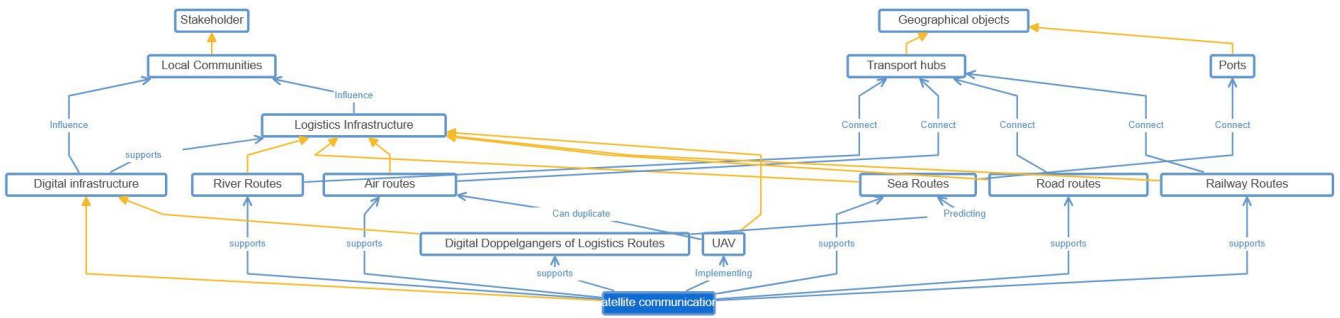 Stakeholder
Geographical objects
Local Communities
Transport hubs
Ports
Influence
Logistics Infrastructure
Influence
Connect
Connect
Connect
Connect
Connect
supports
Digital infrastructure
River Routes
Air routes
Sea Routes
Road routes
Railway Routes
Can duplicate
Predicting
supports
supports
Digital Doppelgangers of Logistics Routes
UAV
supports
supports
supports
supports
Implementing
atellite communication